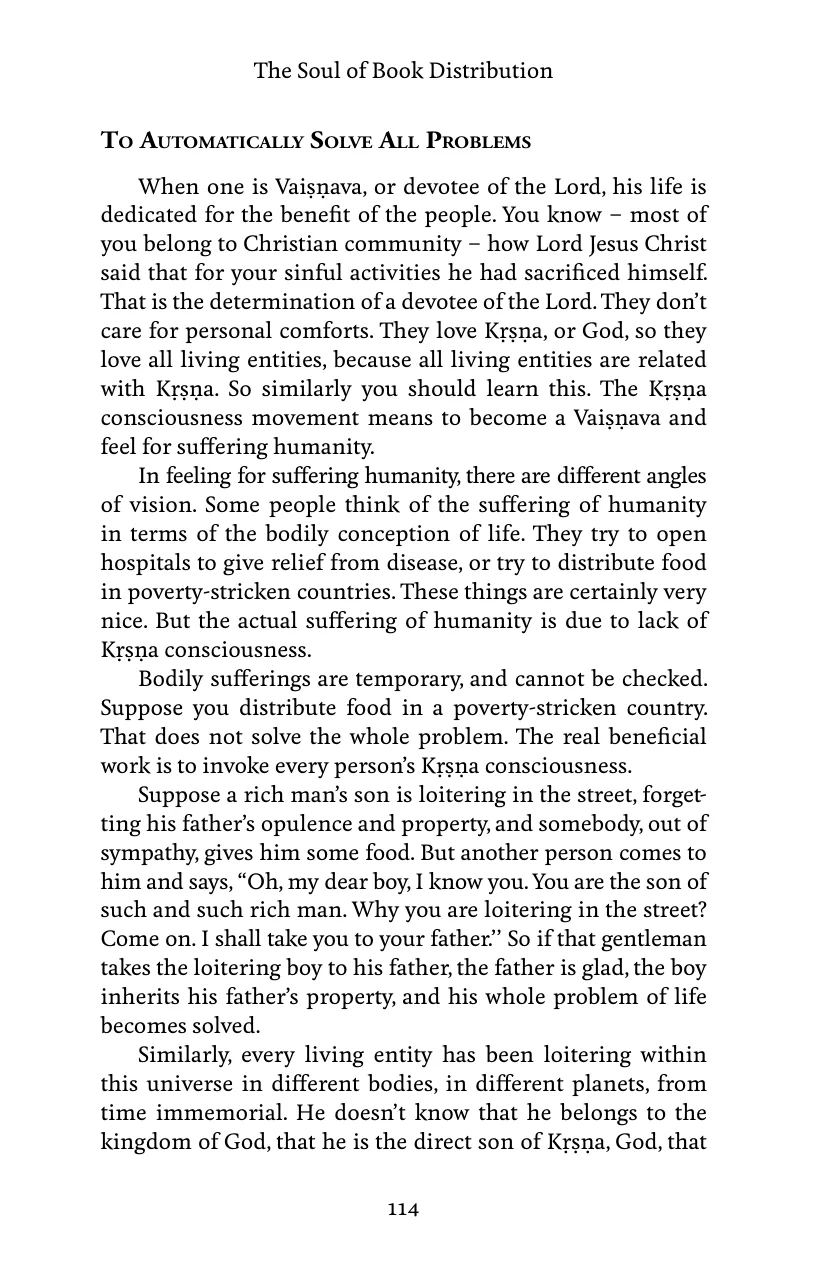 The Soul of Book Distribution
To Automatically Solve All Problems
When one is Vaiṣṇava, or devotee of the Lord, his life is
dedicated for the benefit of the people. You know – most of
you belong to Christian community – how Lord Jesus Christ
said that for your sinful activities he had sacrificed himself.
That is the determination of a devotee of the Lord. They don’t
care for personal comforts. They love Kṛṣṇa, or God, so they
love all living entities, because all living entities are related
with Kṛṣṇa. So similarly you should learn this. The Kṛṣṇa
consciousness movement means to become a Vaiṣṇava and
feel for suffering humanity.
In feeling for suffering humanity, there are different angles
of vision. Some people think of the suffering of humanity
in terms of the bodily conception of life. They try to open
hospitals to give relief from disease, or try to distribute food
in poverty-stricken countries. These things are certainly very
nice. But the actual suffering of humanity is due to lack of
Kṛṣṇa consciousness.
Bodily sufferings are temporary, and cannot be checked.
Suppose you distribute food in a poverty-stricken country.
That does not solve the whole problem. The real beneficial
work is to invoke every person’s Kṛṣṇa consciousness.
Suppose a rich man’s son is loitering in the street, forget-
ting his father’s opulence and property, and somebody, out of
sympathy, gives him some food. But another person comes to
him and says, “Oh, my dear boy, I know you. You are the son of
such and such rich man. Why you are loitering in the street?
Come on. I shall take you to your father.’’ So if that gentleman
takes the loitering boy to his father, the father is glad, the boy
inherits his father’s property, and his whole problem of life
becomes solved.
Similarly, every living entity has been loitering within
this universe in different bodies, in different planets, from
time immemorial. He doesn’t know that he belongs to the
kingdom of God, that he is the direct son of Kṛṣṇa, God, that
114